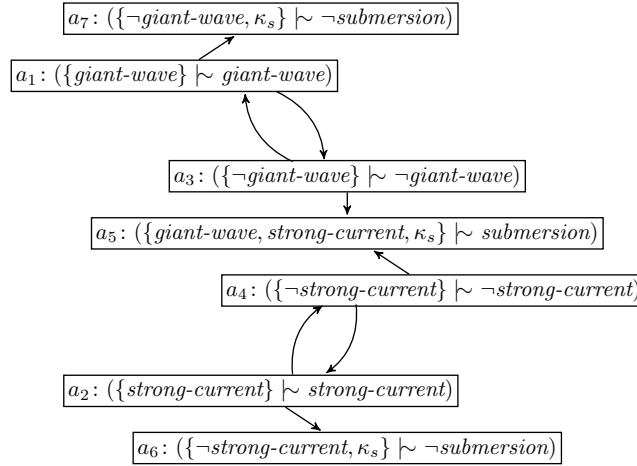 a₇: ({¬giant-wave, κₛ} |∼ ¬submersion)
a₁: ({giant-wave} |∼ giant-wave)
a₃: ({¬giant-wave} |∼ ¬giant-wave)
a₅: ({giant-wave, strong-current, κₛ} |∼ submersion)
a₄: ({¬strong-current} |∼ ¬strong-current)
a₂: ({strong-current} |∼ strong-current)
a₆: ({¬strong-current, κₛ} |∼ ¬submersion)